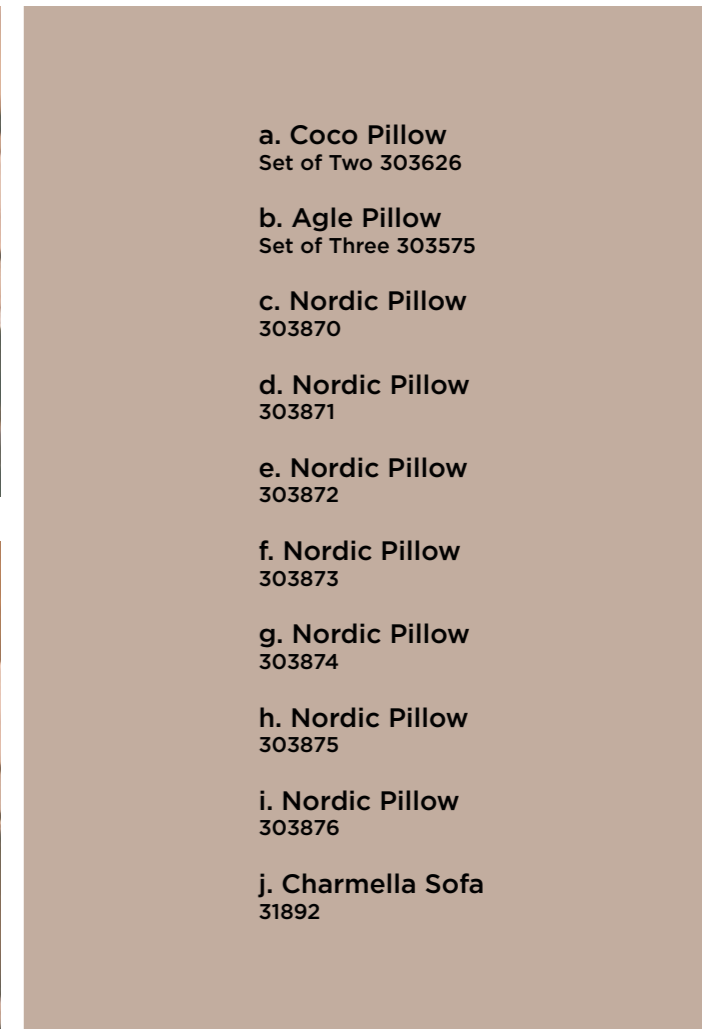 a. Coco Pillow
Set of Two 303626
b. Agle Pillow
Set of Three 303575
c. Nordic Pillow
303870
d. Nordic Pillow
303871
e. Nordic Pillow
303872
f. Nordic Pillow
303873
g. Nordic Pillow
303874
h. Nordic Pillow
303875
i. Nordic Pillow
303876
j. Charmella Sofa
31892